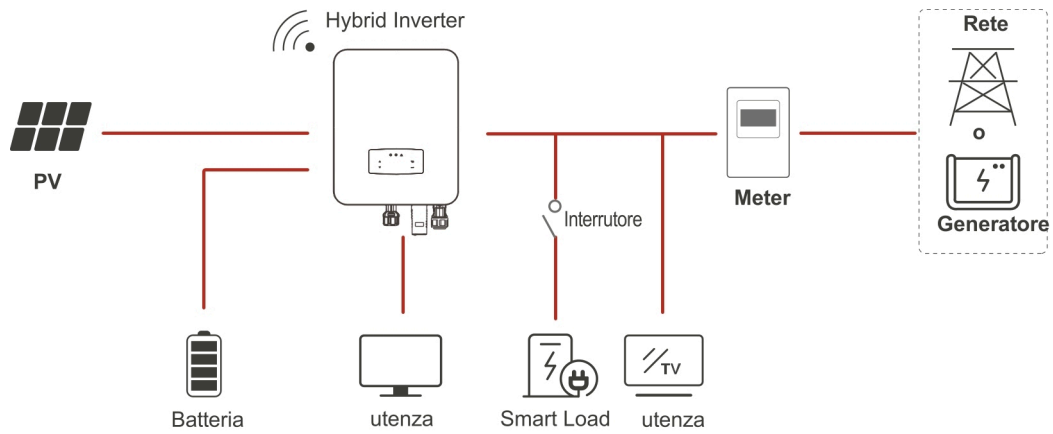 Hybrid Inverter
Rete
PV
o
Meter
Interrutore
Generatore
TV
Batteria
utenza
Smart Load
utenza